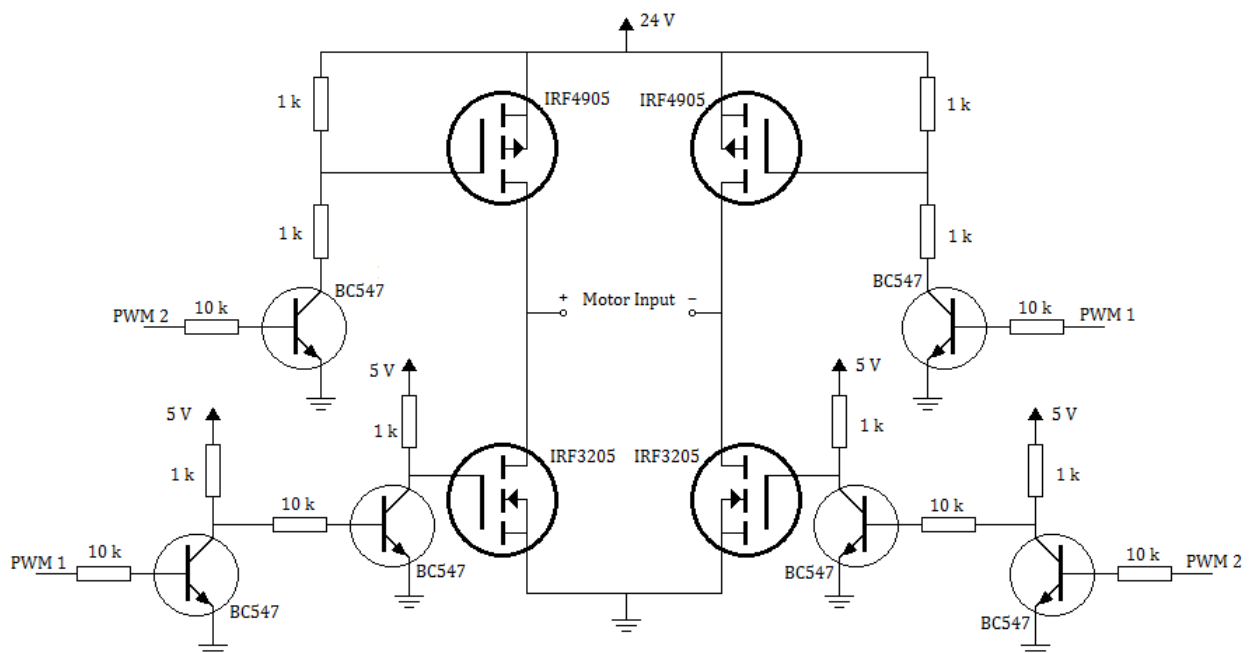 24 V
1 k
IRF4905
IRF4905
1 k
1 k
1 k
BC547
BC547
+ Motor Input −
PWM 2
10 k
10 k
PWM 1
5 V
5 V
5 V
5 V
1 k
1 k
IRF3205
IRF3205
1 k
1 k
10 k
10 k
PWM 1
10 k
10 k
PWM 2
BC547
BC547
BC547
BC547